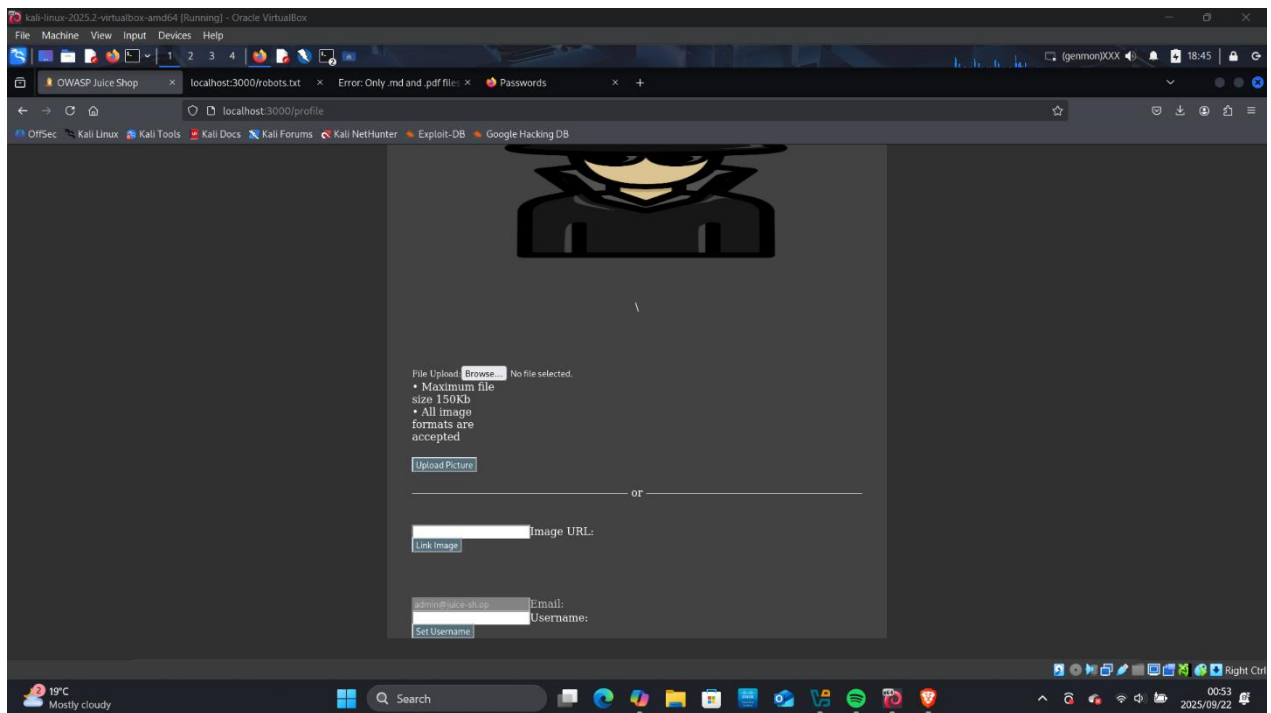 kali-linux-2025.2-virtualbox-amd64 [Running] - Oracle VirtualBox
File Machine View Input Devices Help
1 2 3 4 (genmon)XXX 18:45
OWASP Juice Shop × localhost:3000/robots.txt × Error: Only .md and .pdf files × Passwords × +
localhost:3000/profile
OffSec Kali Linux Kali Tools Kali Docs Kali Forums Kali NetHunter Exploit-DB Google Hacking DB
\
File Upload: Browse... No file selected.
• Maximum file
size 150Kb
• All image
formats are
accepted
Upload Picture
or
Image URL:
Link Image
admin@juice-sh.op Email:
Username:
Set Username
Right Ctrl
2 19°C Search 00:53
Mostly cloudy 2025/09/22